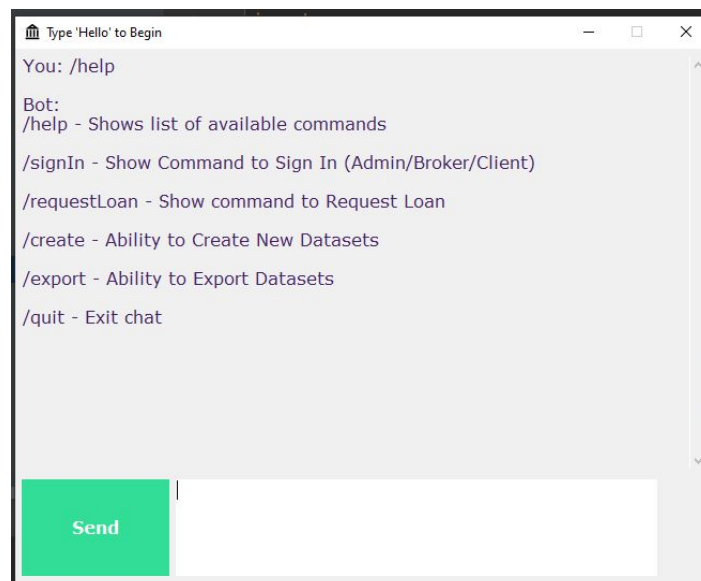 Type 'Hello' to Begin
You: /help
Bot:
/help - Shows list of available commands
/signIn - Show Command to Sign In (Admin/Broker/Client)
/requestLoan - Show command to Request Loan
/create - Ability to Create New Datasets
/export - Ability to Export Datasets
/quit - Exit chat
Send